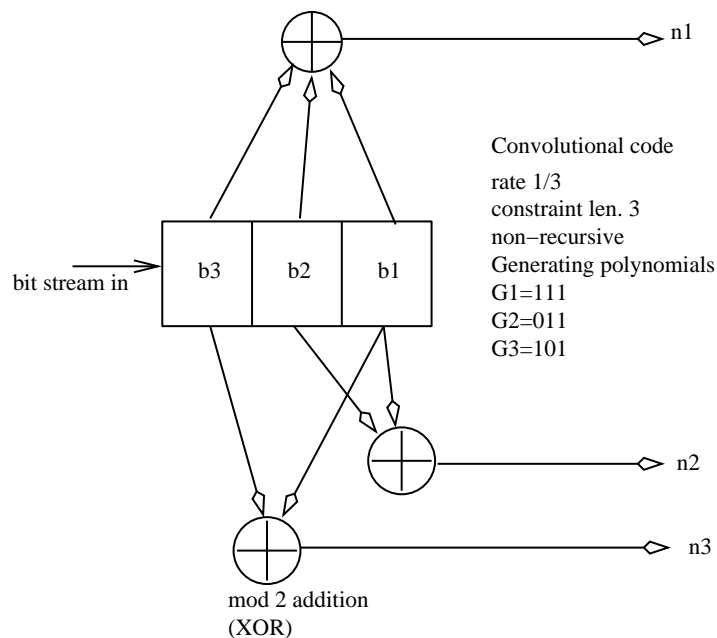 n1
Convolutional code
rate 1/3
constraint len. 3
non−recursive
Generating polynomials
G1=111
G2=011
G3=101
bit stream in
b3 b2 b1
n2
n3
mod 2 addition
(XOR)